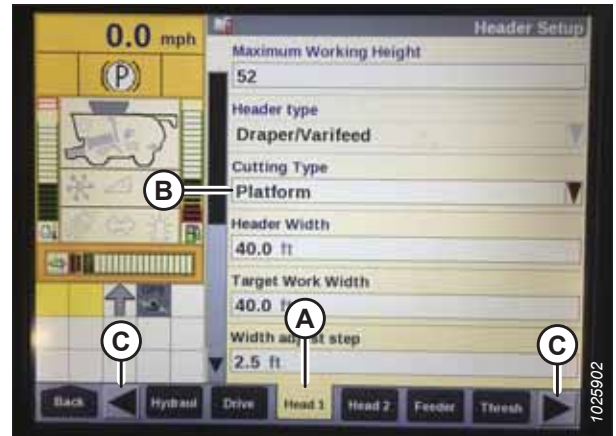 0.0 mph
(P)
Header Setup
Maximum Working Height
52
Header type
Draper/Varifeed
Cutting Type
Platform
Header Width
40.0 ft
Target Work Width
40.0 ft
Width adjust step
2.5 ft
B
A
C
C
Back
Hydraul
Drive
Head 1
Head 2
Feeder
Thresh
1025902